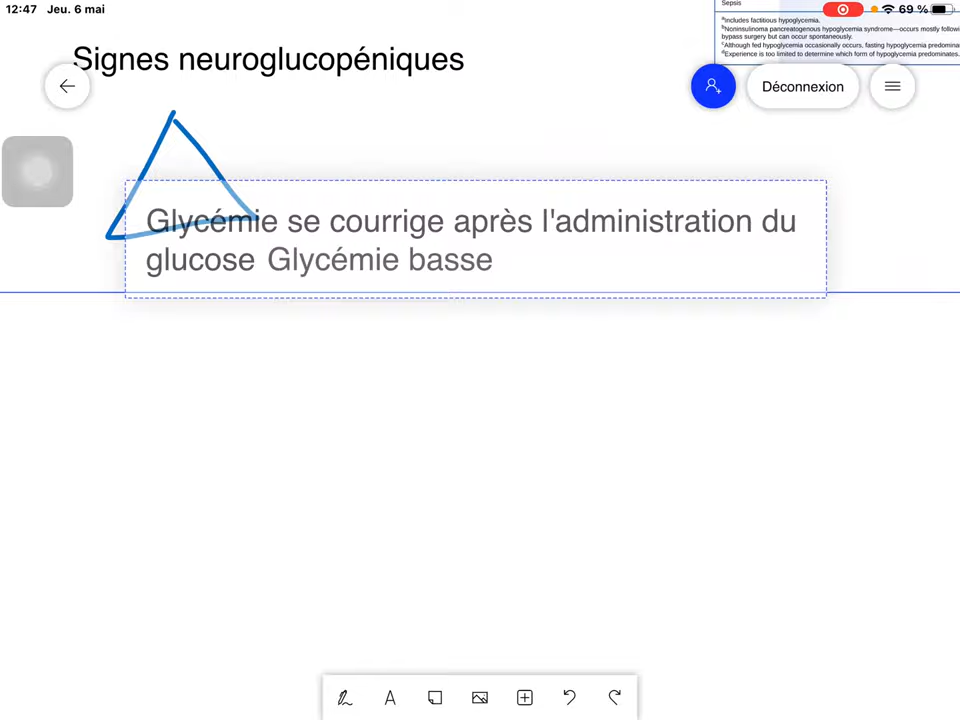 12:47 Jeu. 6 mai
69 %
Sepsis
aIncludes factitious hypoglycemia.
bNoninsulinoma pancreatogenous hypoglycemia syndrome—occurs mostly followi
bypass surgery but can occur spontaneously.
cAlthough fed hypoglycemia occasionally occurs, fasting hypoglycemia predomina
dExperience is too limited to determine which form of hypoglycemia predominates.
Signes neuroglucopéniques
Déconnexion
Glycémie se courrige après l'administration du
glucose Glycémie basse
A